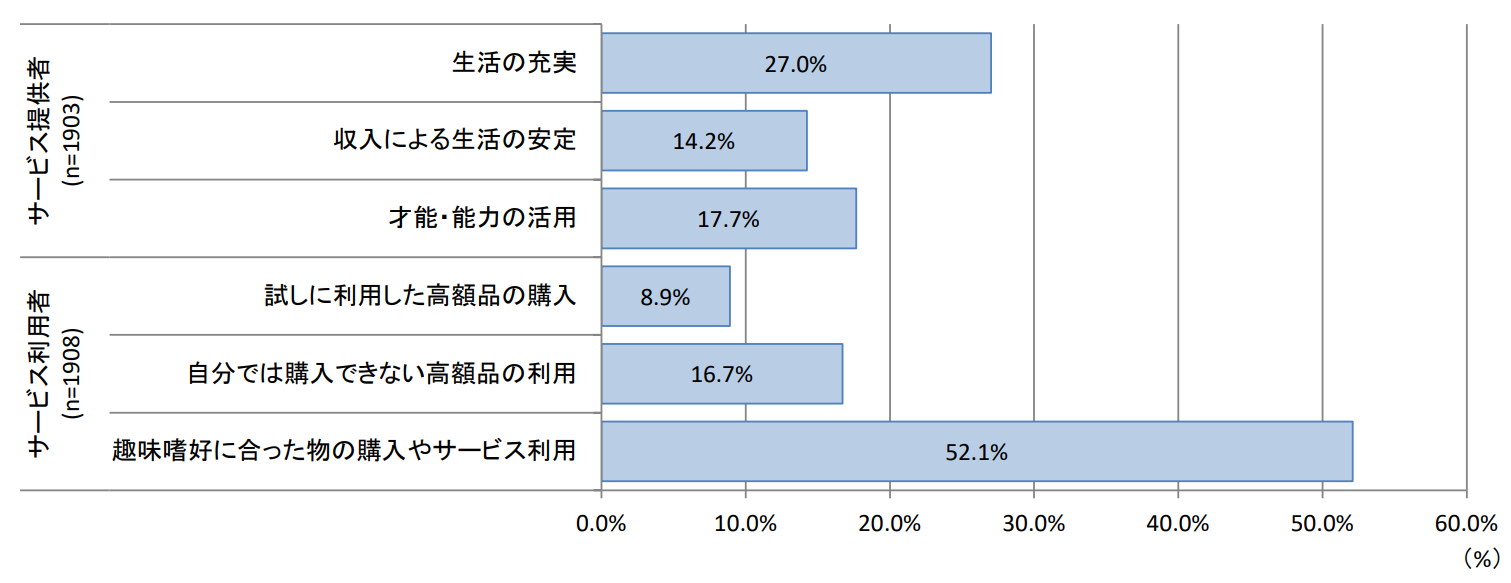 サービス提供者
(n=1903)
生活の充実
27.0%
収入による生活の安定
14.2%
才能・能力の活用
17.7%
サービス利用者
(n=1908)
試しに利用した高額品の購入
8.9%
自分では購入できない高額品の利用
16.7%
趣味嗜好に合った物の購入やサービス利用
52.1%
0.0% 10.0% 20.0% 30.0% 40.0% 50.0% 60.0%
(%)